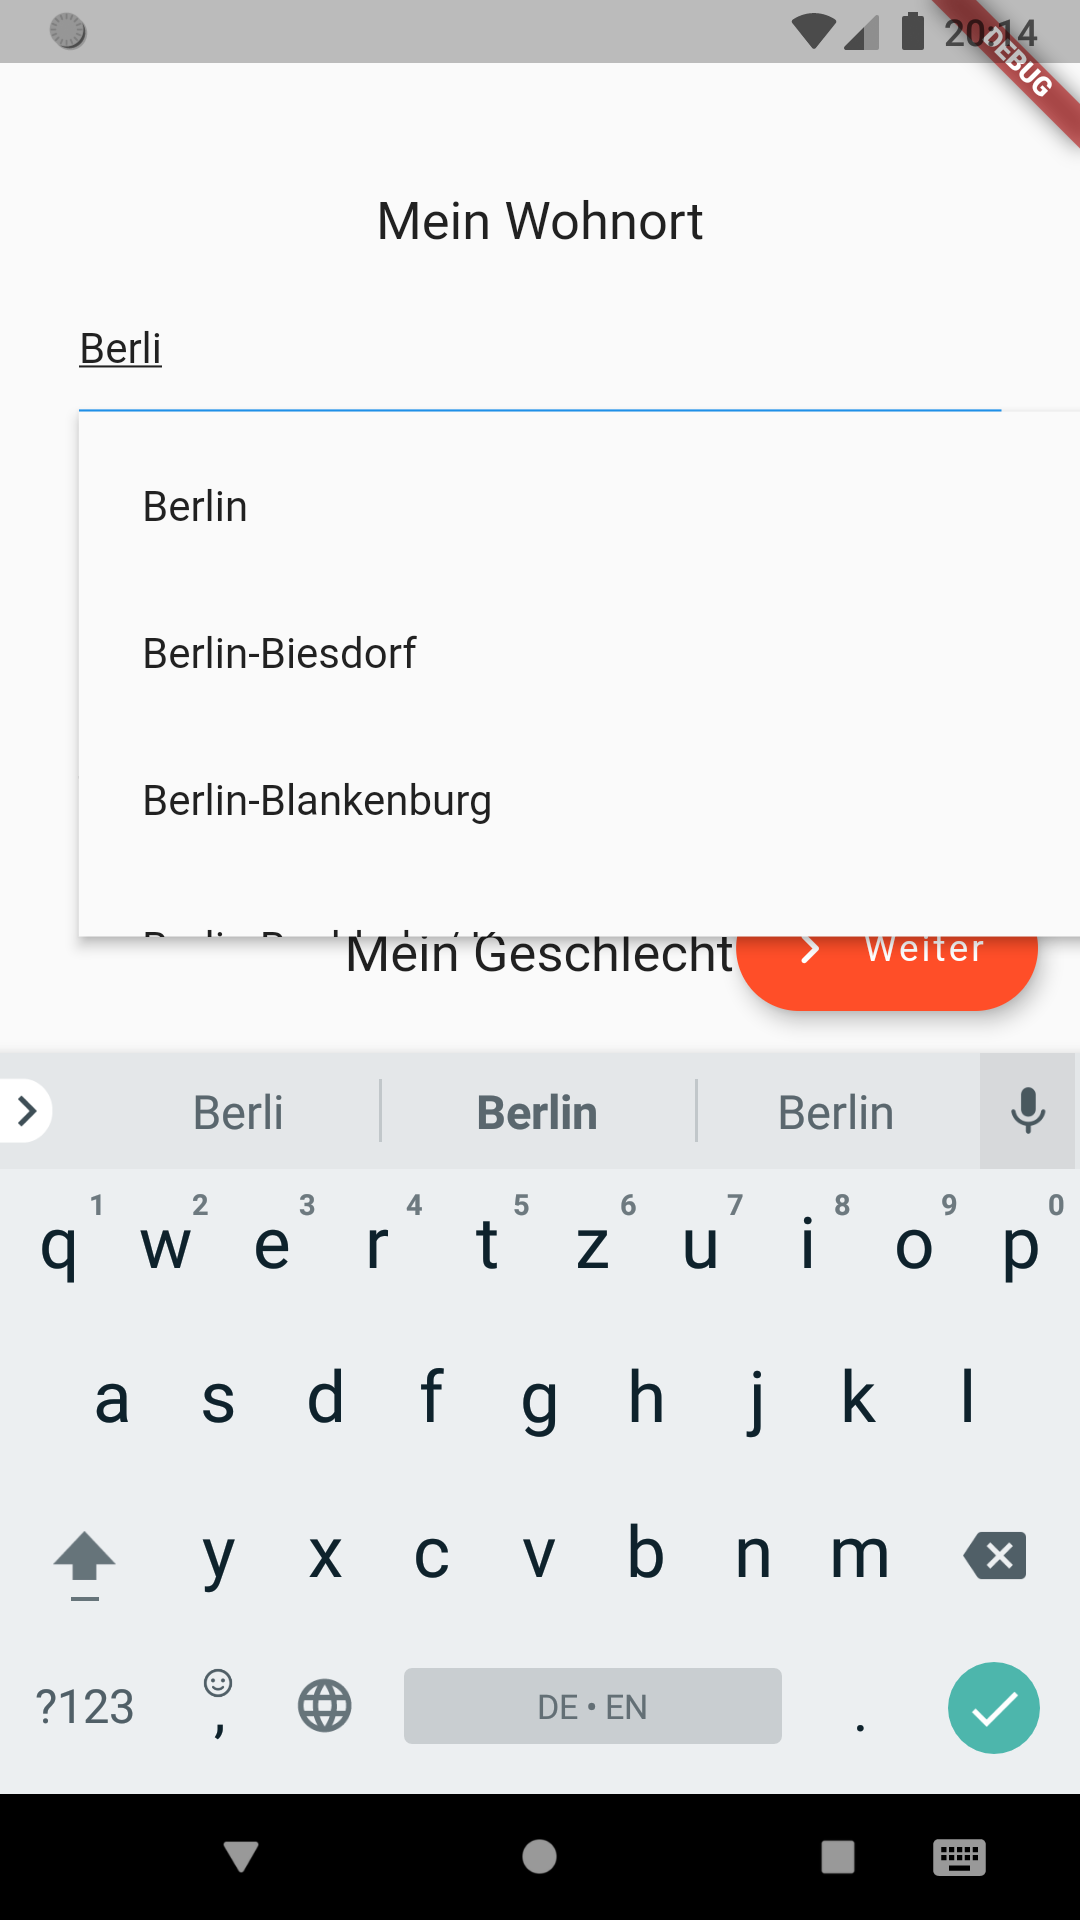 20:14
DEBUG
Mein Wohnort
Berli
Berlin
Berlin-Biesdorf
Berlin-Blankenburg
Mein Geschlecht
Weiter
Berli Berlin Berlin
1 2 3 4 5 6 7 8 9 0
q w e r t z u i o p
a s d f g h j k l
y x c v b n m
?123 , DE • EN .